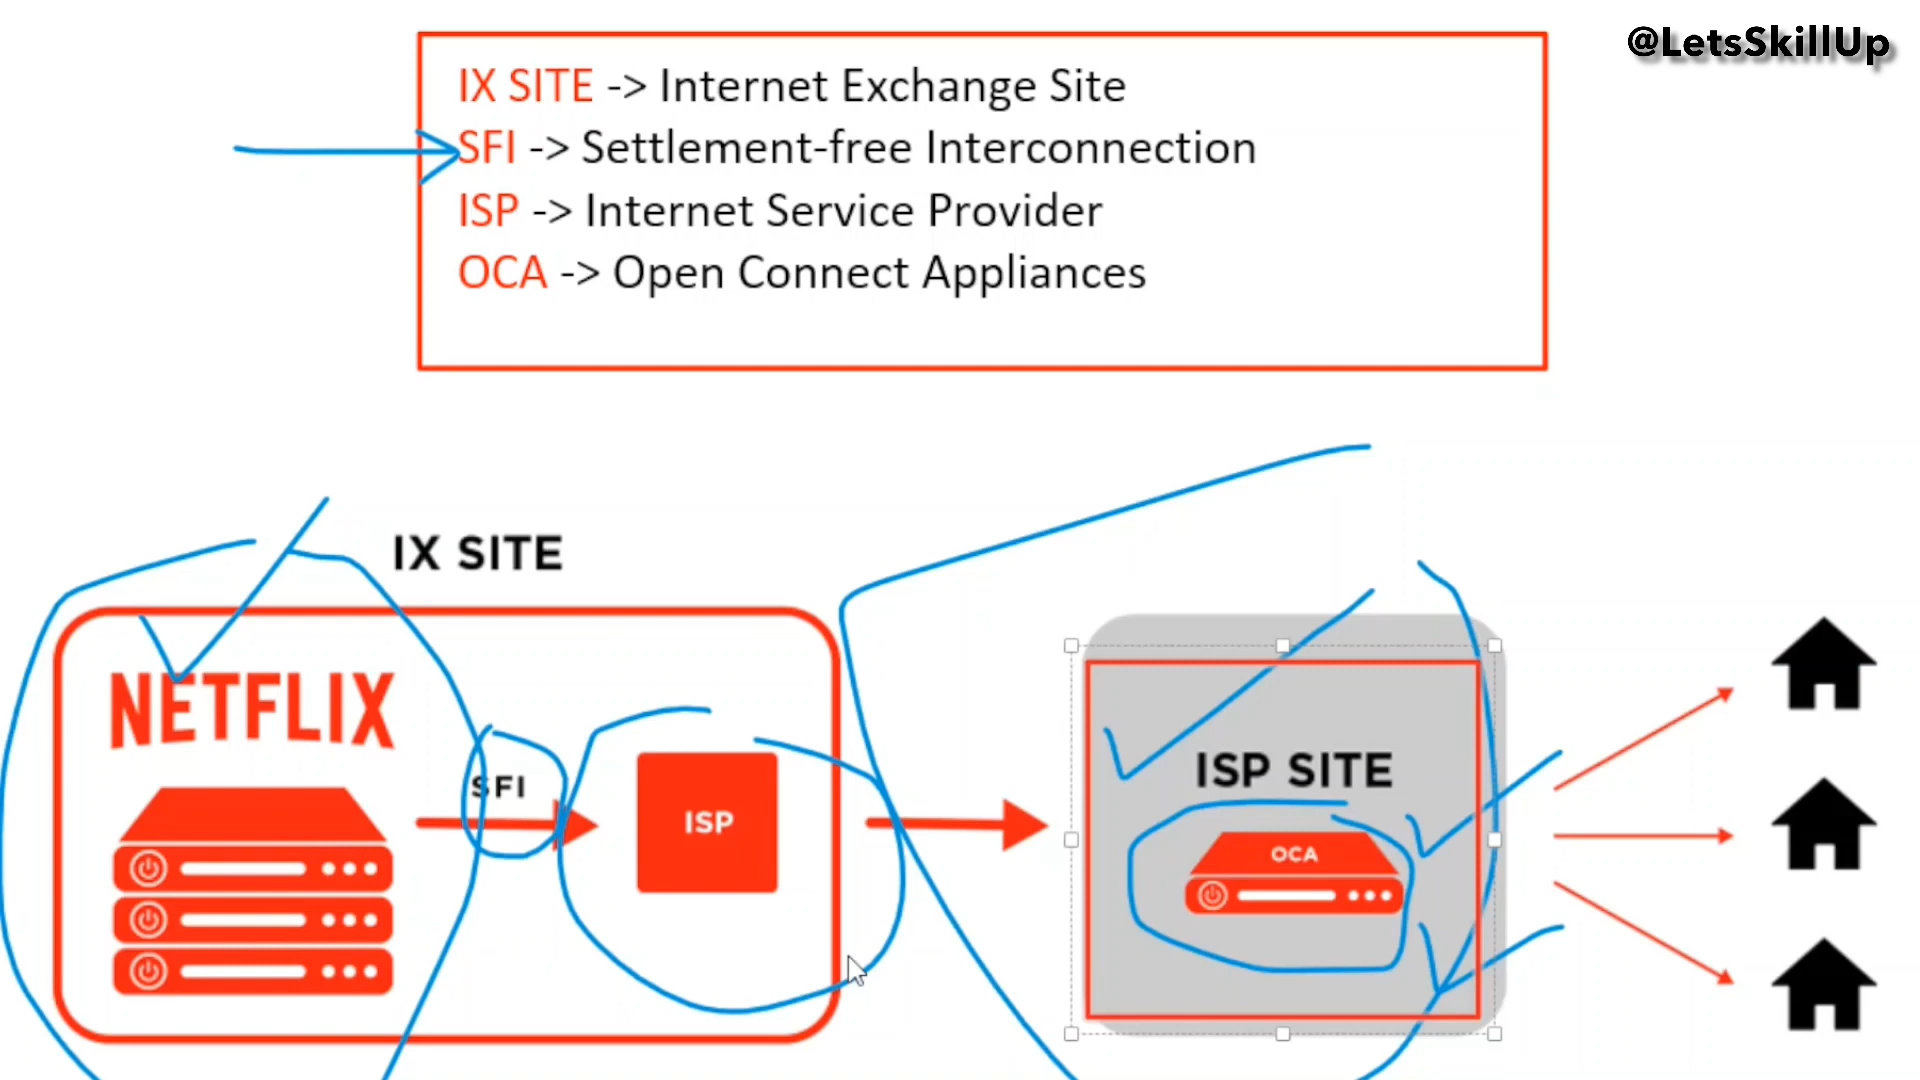 @LetsSkillUp
IX SITE -> Internet Exchange Site
SFI -> Settlement-free Interconnection
ISP -> Internet Service Provider
OCA -> Open Connect Appliances
IX SITE
NETFLIX
SFI
ISP
ISP SITE
OCA